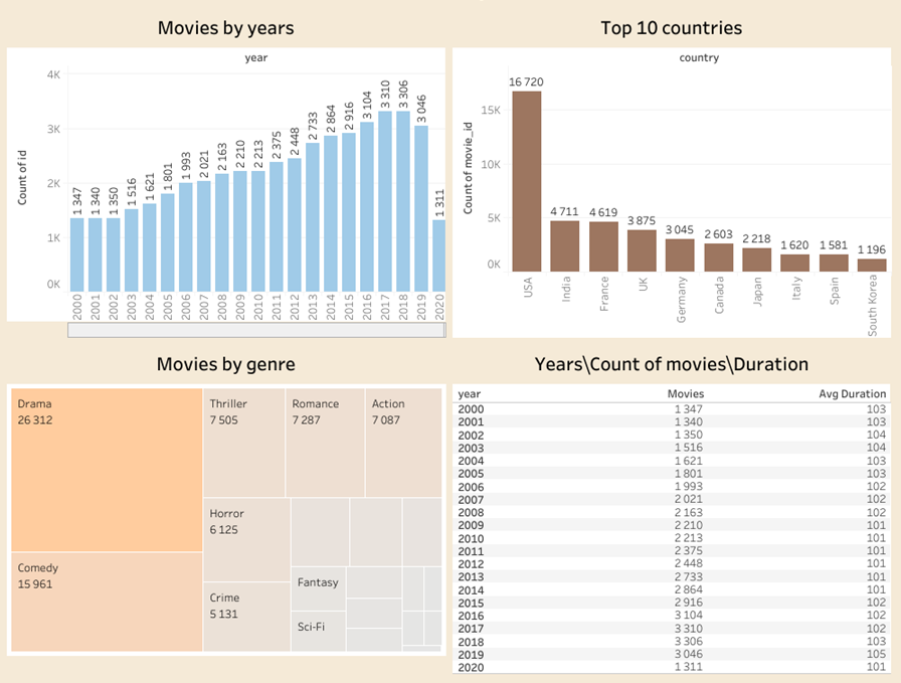 Movies by years
year
Count of id
4K
3K
2K
1K
0K
1 347
1 340
1 350
1 516
1 621
1 801
1 993
2 021
2 163
2 210
2 213
2 375
2 448
2 733
2 864
2 916
3 104
3 310
3 306
3 046
1 311
2000
2001
2002
2003
2004
2005
2006
2007
2008
2009
2010
2011
2012
2013
2014
2015
2016
2017
2018
2019
2020
Top 10 countries
country
Count of movie_id
15K
10K
5K
0K
16 720
4 711
4 619
3 875
3 045
2 603
2 218
1 620
1 581
1 196
USA
India
France
UK
Germany
Canada
Japan
Italy
Spain
South Korea
Movies by genre
Drama
26 312
Comedy
15 961
Thriller
7 505
Romance
7 287
Action
7 087
Horror
6 125
Crime
5 131
Fantasy
Sci-Fi
Years\Count of movies\Duration
year Movies Avg Duration
2000 1 347 103
2001 1 340 103
2002 1 350 104
2003 1 516 104
2004 1 621 103
2005 1 801 103
2006 1 993 102
2007 2 021 102
2008 2 163 102
2009 2 210 101
2010 2 213 101
2011 2 375 101
2012 2 448 101
2013 2 733 101
2014 2 864 101
2015 2 916 102
2016 3 104 102
2017 3 310 102
2018 3 306 103
2019 3 046 105
2020 1 311 101